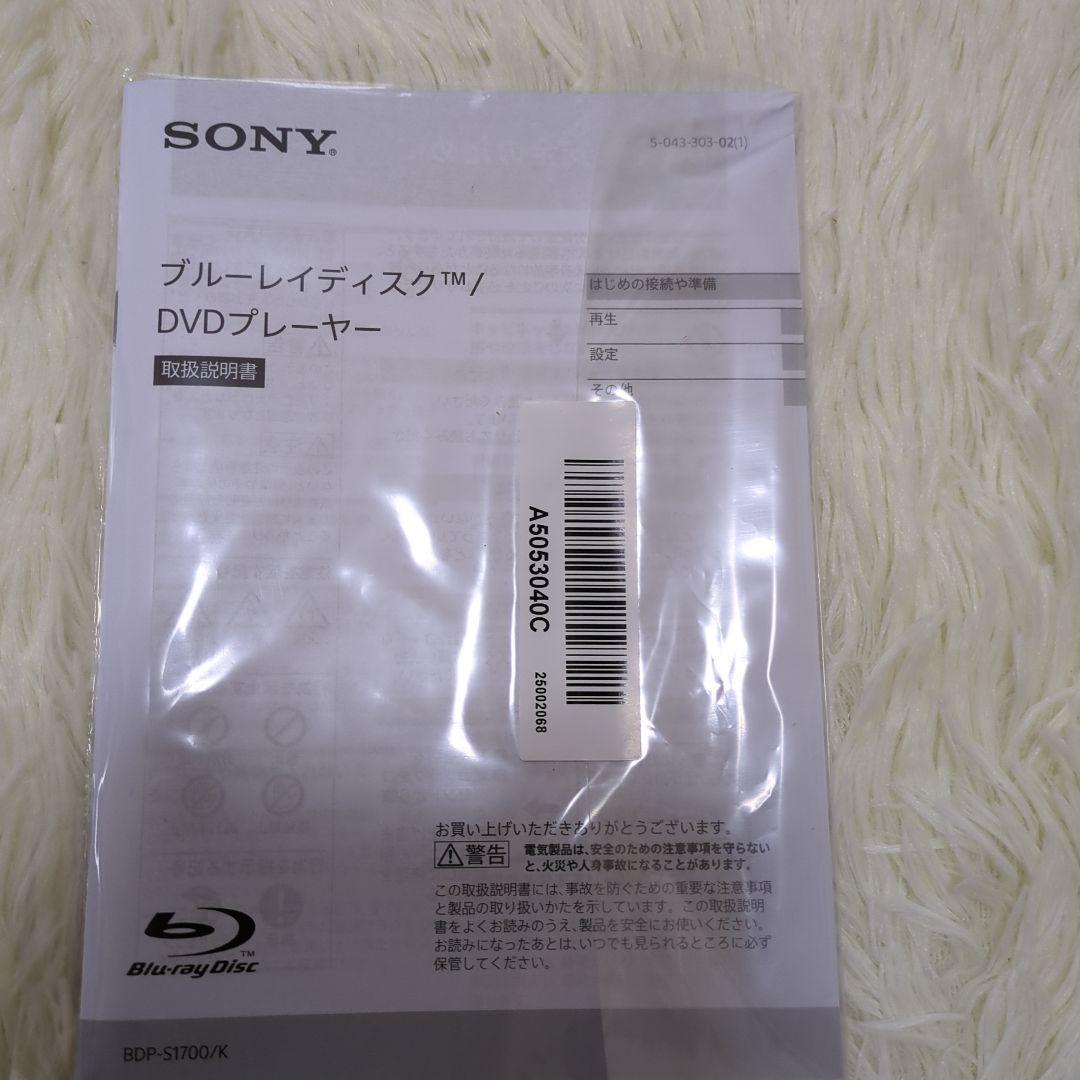 SONY®
5-043-303-02(1)
ブルーレイディスク™/
DVDプレーヤー
取扱説明書
はじめの接続や準備
再生
設定
その他
A5053040C
25002068
お買い上げいただきありがとうございます。
警告
電気製品は、安全のための注意事項を守らない
と、火災や人身事故になることがあります。
この取扱説明書には、事故を防ぐための重要な注意事項
と製品の取り扱いかたを示しています。この取扱説明
書をよくお読みのうえ、製品を安全にお使いください。
お読みになったあとは、いつでも見られるところに必ず
保管してください。
Blu-ray Disc™
BDP-S1700/K